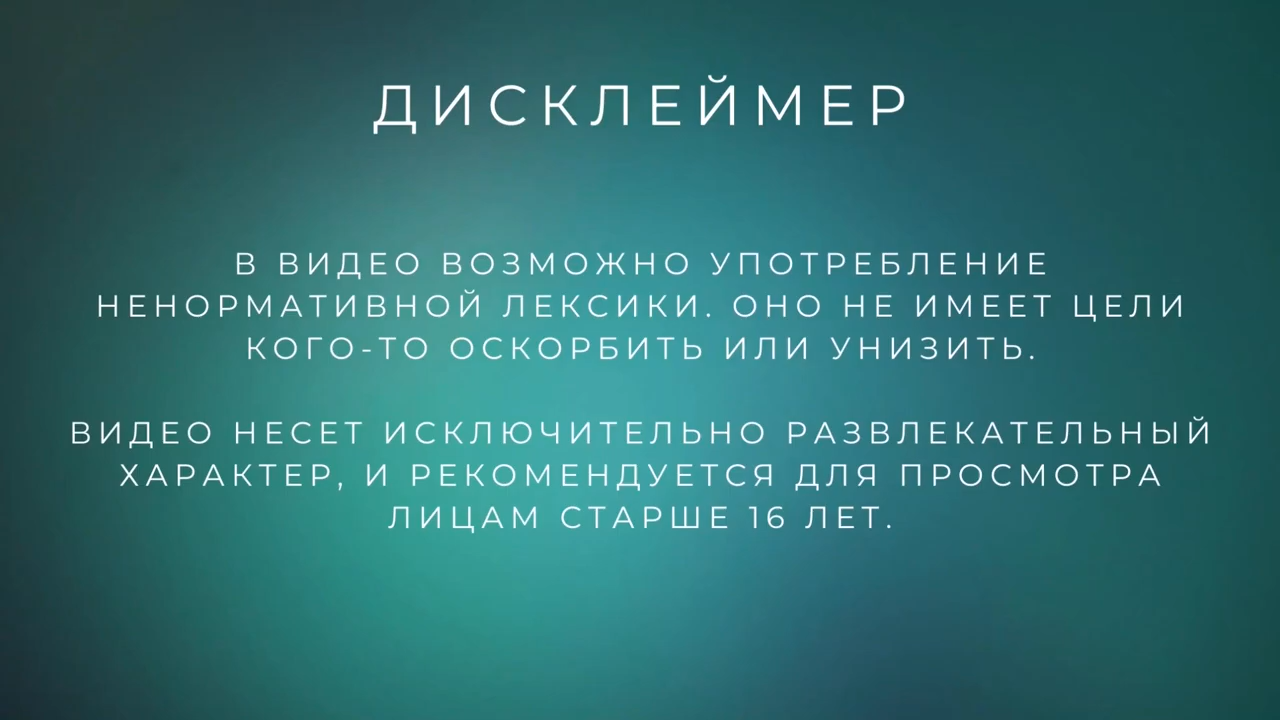 ДИСКЛЕЙМЕР
В ВИДЕО ВОЗМОЖНО УПОТРЕБЛЕНИЕ
НЕНОРМАТИВНОЙ ЛЕКСИКИ. ОНО НЕ ИМЕЕТ ЦЕЛИ
КОГО-ТО ОСКОРБИТЬ ИЛИ УНИЗИТЬ.
ВИДЕО НЕСЕТ ИСКЛЮЧИТЕЛЬНО РАЗВЛЕКАТЕЛЬНЫЙ
ХАРАКТЕР, И РЕКОМЕНДУЕТСЯ ДЛЯ ПРОСМОТРА
ЛИЦАМ СТАРШЕ 16 ЛЕТ.